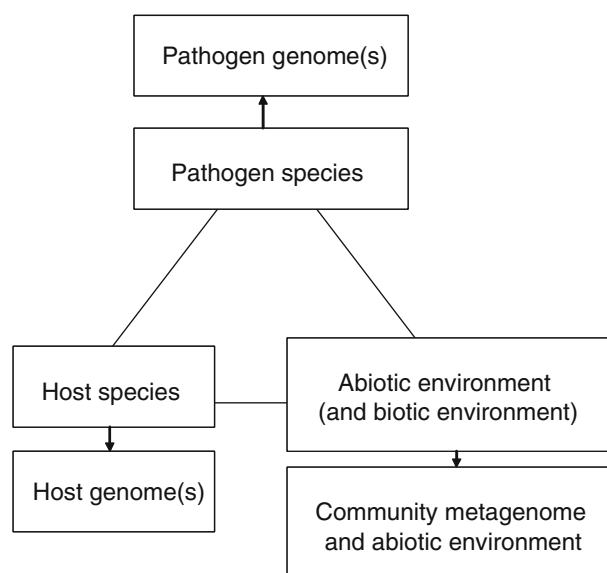 Pathogen genome(s)
Pathogen species
Host species
Abiotic environment
(and biotic environment)
Host genome(s)
Community metagenome
and abiotic environment